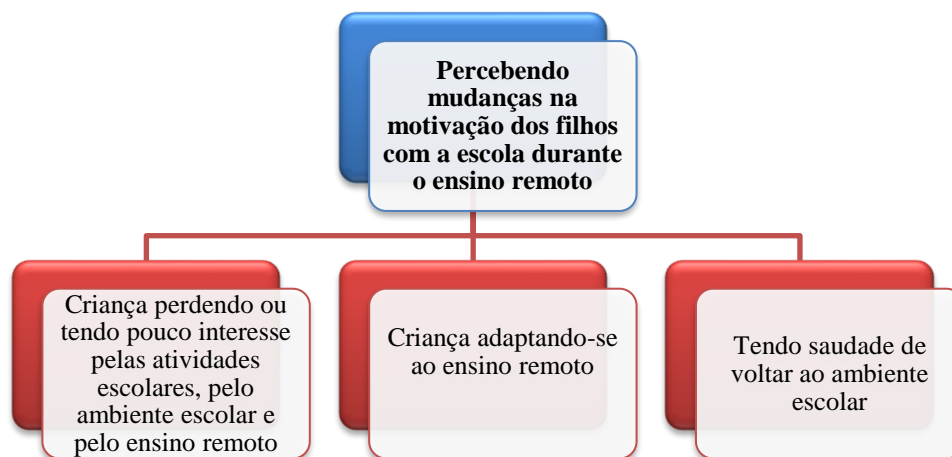 Percebendo
mudanças na
motivação dos filhos
com a escola durante
o ensino remoto
Criança perdendo ou
tendo pouco interesse
pelas atividades
escolares, pelo
ambiente escolar e
pelo ensino remoto
Criança adaptando-se
ao ensino remoto
Tendo saudade de
voltar ao ambiente
escolar